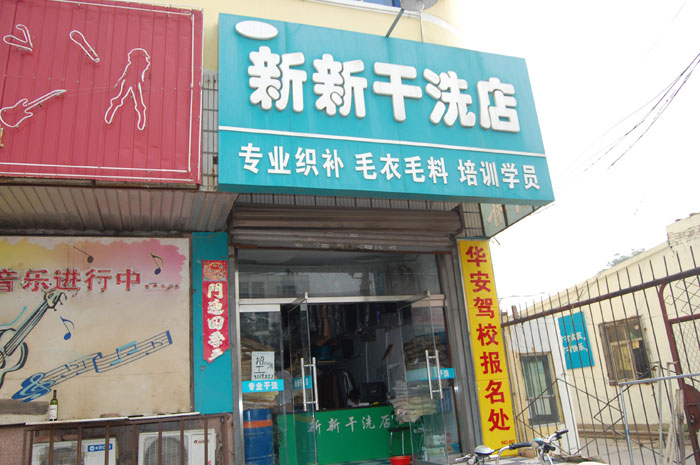 新新干洗店
专业织补 毛衣毛料 培训学员
音乐进行中...
华安驾校报名处
招工
专业干洗
新新干洗店